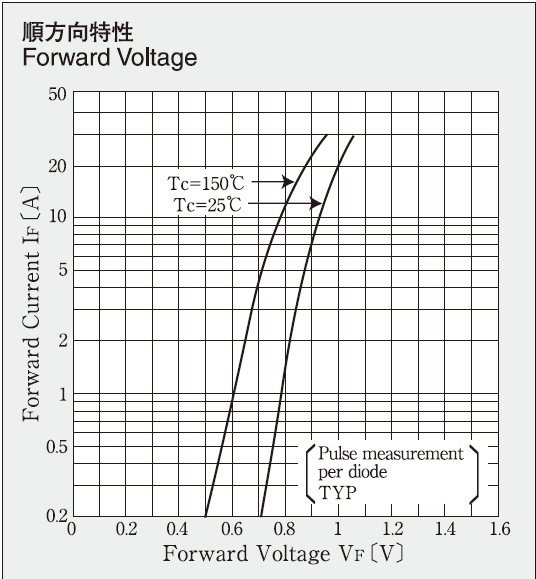 順方向特性
Forward Voltage
50
20
10
5
2
1
0.5
0.2
Forward Current IF〔A〕
Tc=150℃
Tc=25℃
Pulse measurement
per diode
TYP
0 0.2 0.4 0.6 0.8 1 1.2 1.4 1.6
Forward Voltage VF〔V〕